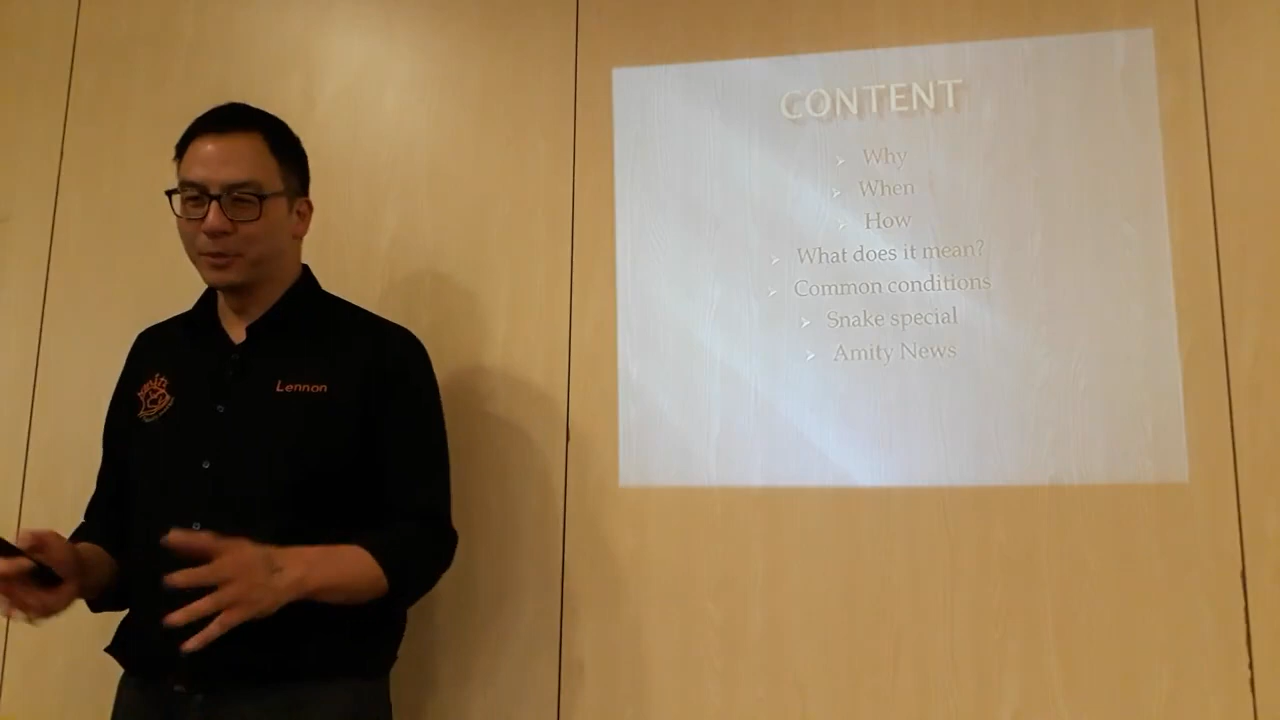 CONTENT
Why
When
How
What does it mean?
Common conditions
Snake special
Amity News
Lennon